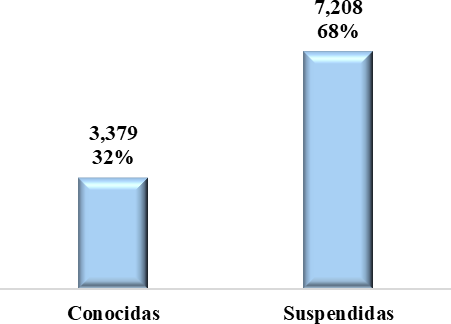 7,208
68%
3,379
32%
Conocidas
Suspendidas